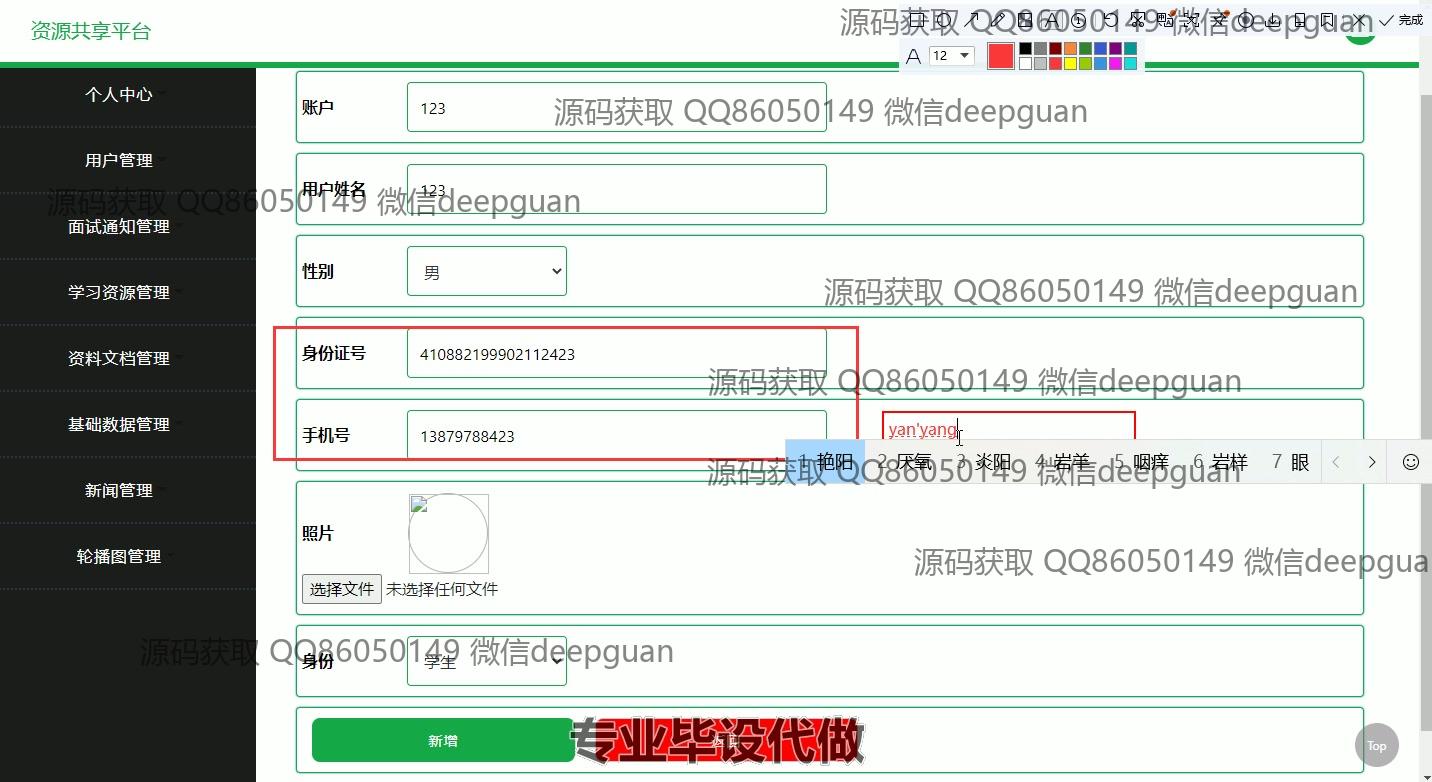 资源共享平台
源码获取 QQ86050149 微信deepguan
完成
A 12
个人中心
用户管理
面试通知管理
学习资源管理
资料文档管理
基础数据管理
新闻管理
轮播图管理
账户 123
源码获取 QQ86050149 微信deepguan
用户姓名 123
源码获取 QQ86050149 微信deepguan
性别 男
源码获取 QQ86050149 微信deepguan
身份证号 410882199902112423
源码获取 QQ86050149 微信deepguan
手机号 13879788423
yan'yang
1 艳阳 2 厌氧 3 炎阳 4 岩羊 5 咽痒 6 岩样 7 眼
源码获取 QQ86050149 微信deepguan
照片
选择文件 未选择任何文件
源码获取 QQ86050149 微信deepgua
身份 学生
源码获取 QQ86050149 微信deepguan
新增 返回
专业毕设代做
Top